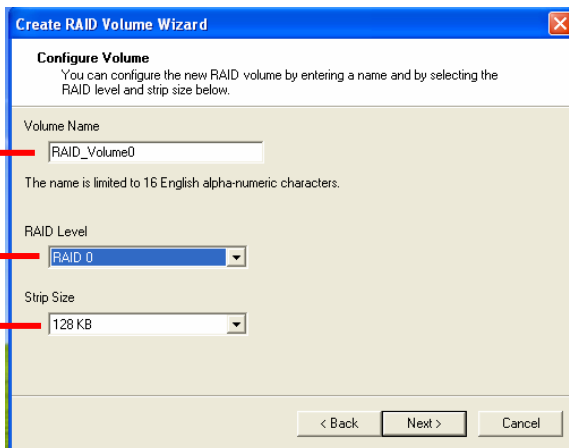 Create RAID Volume Wizard
Configure Volume
You can configure the new RAID volume by entering a name and by selecting the
RAID level and strip size below.
Volume Name
RAID_Volume0
The name is limited to 16 English alpha-numeric characters.
RAID Level
RAID 0
Strip Size
128 KB
< Back Next > Cancel